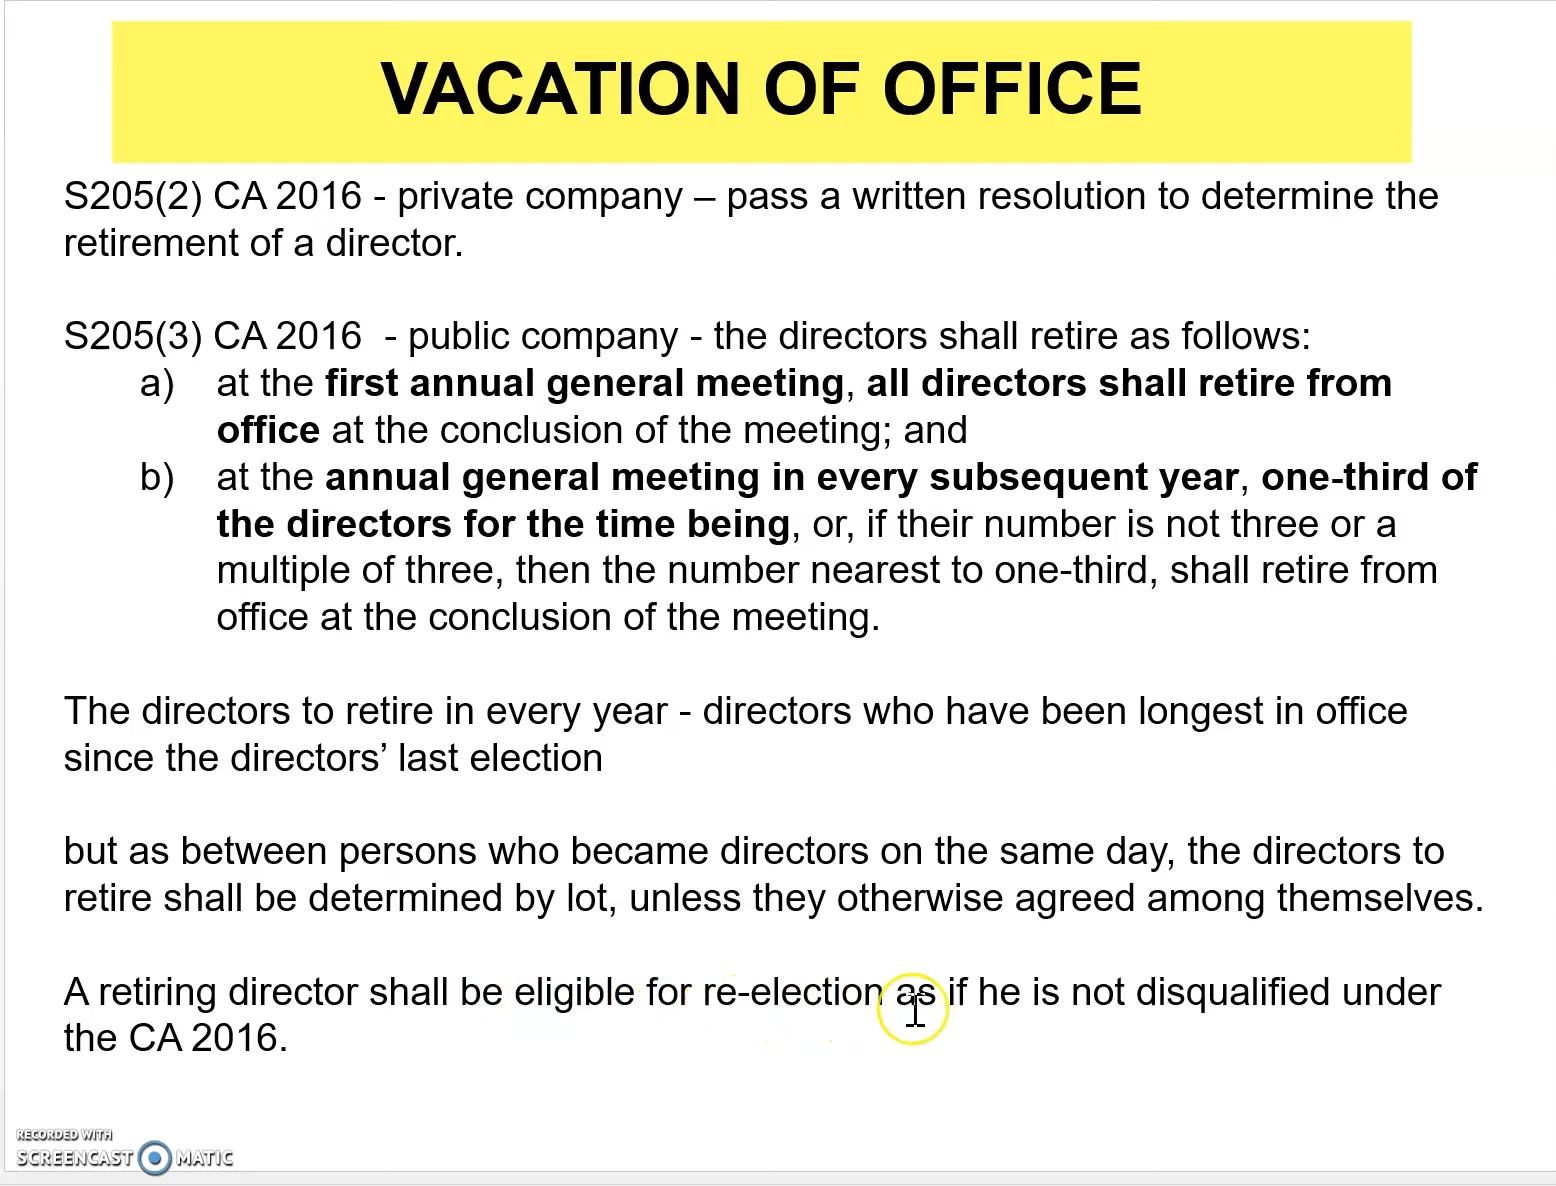 VACATION OF OFFICE
S205(2) CA 2016 - private company – pass a written resolution to determine the
retirement of a director.
S205(3) CA 2016  - public company - the directors shall retire as follows:
a) at the first annual general meeting, all directors shall retire from
office at the conclusion of the meeting; and
b) at the annual general meeting in every subsequent year, one-third of
the directors for the time being, or, if their number is not three or a
multiple of three, then the number nearest to one-third, shall retire from
office at the conclusion of the meeting.
The directors to retire in every year - directors who have been longest in office
since the directors’ last election
but as between persons who became directors on the same day, the directors to
retire shall be determined by lot, unless they otherwise agreed among themselves.
A retiring director shall be eligible for re-election as if he is not disqualified under
the CA 2016.
RECORDED WITH
SCREENCAST MATIC